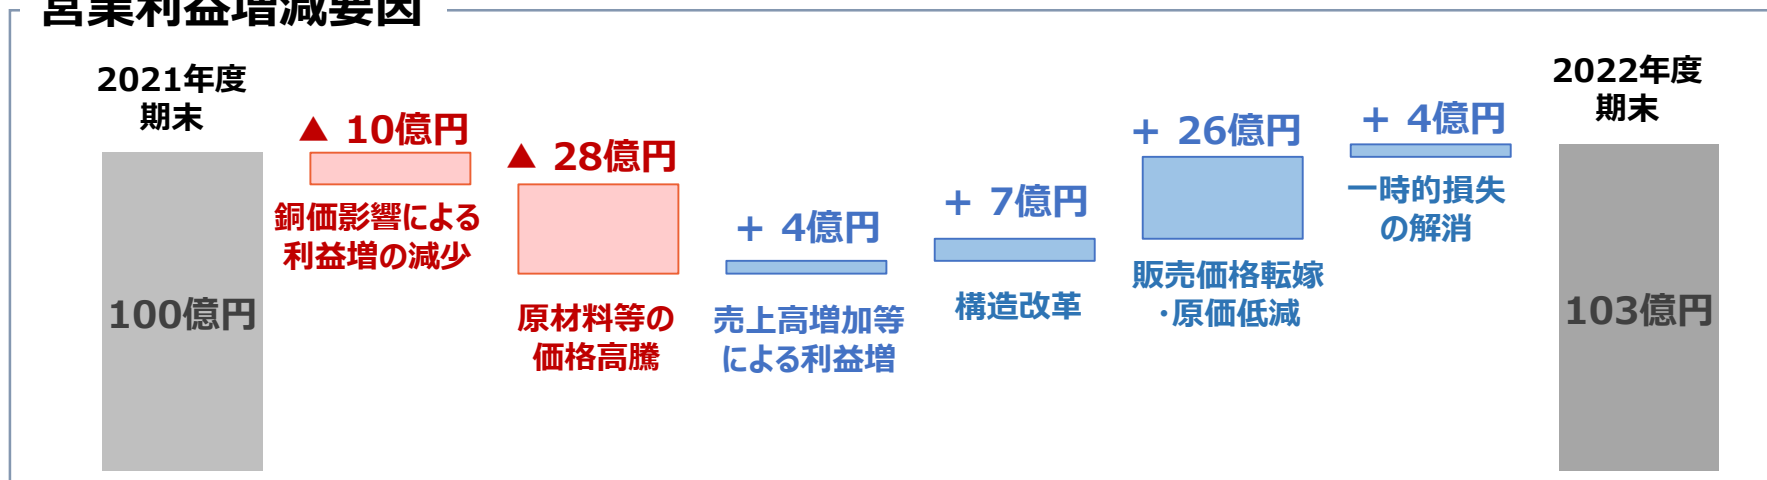 営業利益増減要因
2021年度
期末
100億円
▲ 10億円
銅価影響による
利益増の減少
▲ 28億円
原材料等の
価格高騰
+ 4億円
売上高増加等
による利益増
+ 7億円
構造改革
+ 26億円
販売価格転嫁
・原価低減
+ 4億円
一時的損失
の解消
2022年度
期末
103億円